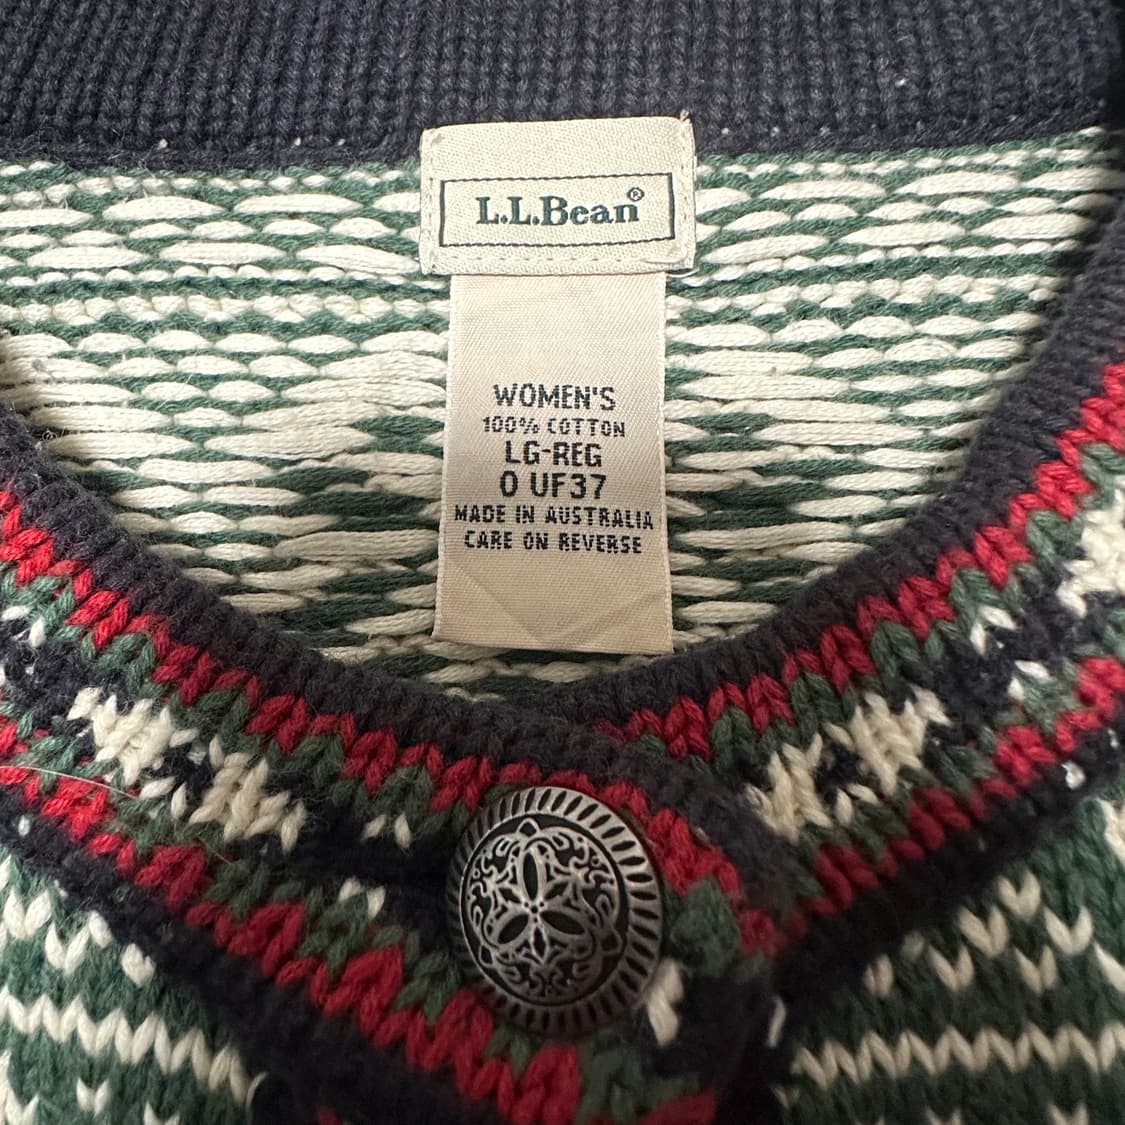 L.L.Bean®
WOMEN'S
100% COTTON
LG-REG
0 UF37
MADE IN AUSTRALIA
CARE ON REVERSE